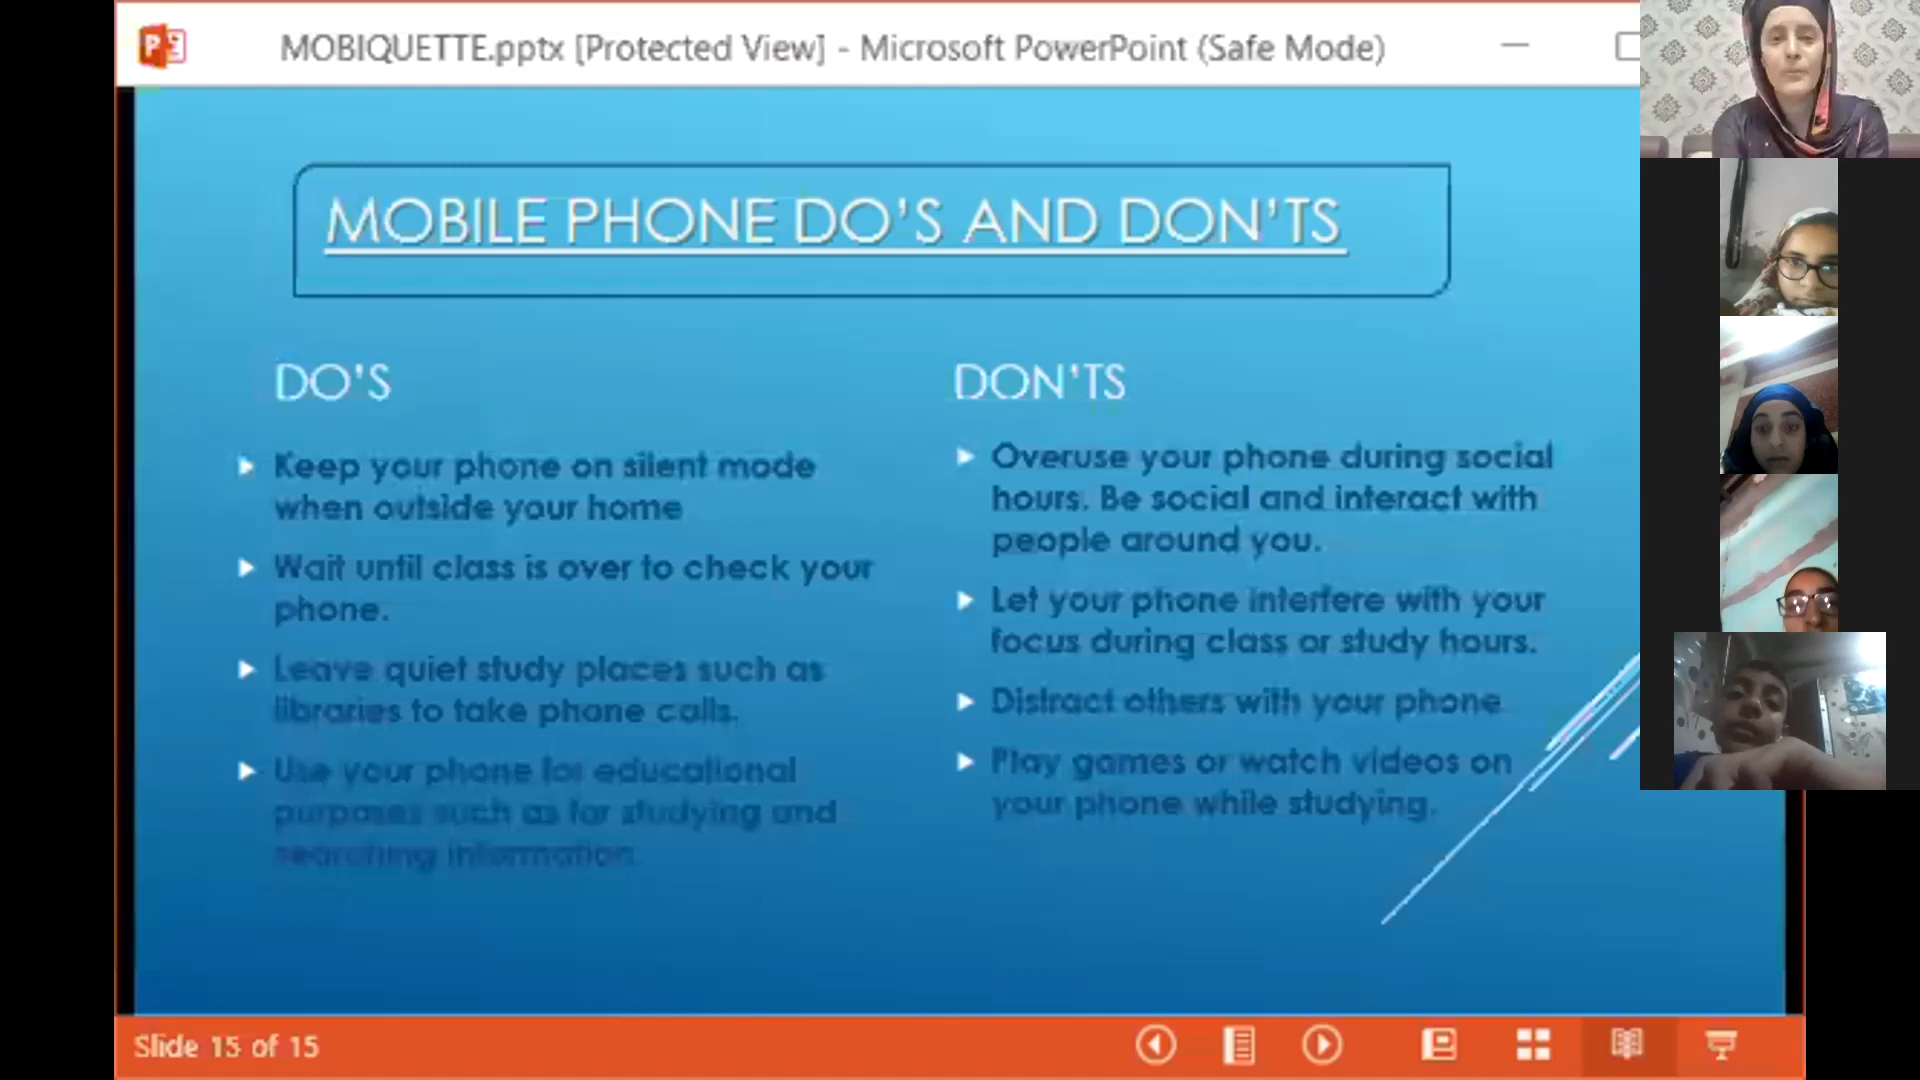 MOBIQUETTE.pptx [Protected View] - Microsoft PowerPoint (Safe Mode)
MOBILE PHONE DO'S AND DON'TS
DO'S
Keep your phone on silent mode
when outside your home
Wait until class is over to check your
phone.
Leave quiet study places such as
libraries to take phone calls.
Use your phone for educational
purposes such as for studying and
searching information
DON'TS
Overuse your phone during social
hours. Be social and interact with
people around you.
Let your phone interfere with your
focus during class or study hours.
Distract others with your phone
Play games or watch videos on
your phone while studying.
Slide 15 of 15